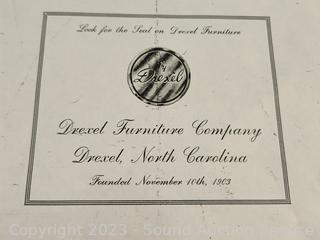 Look for the Seal on Drexel Furniture
by
Drexel
Drexel Furniture Company
Drexel, North Carolina
Founded November 10th, 1903
Copyright 2023 - Sound Auction Service